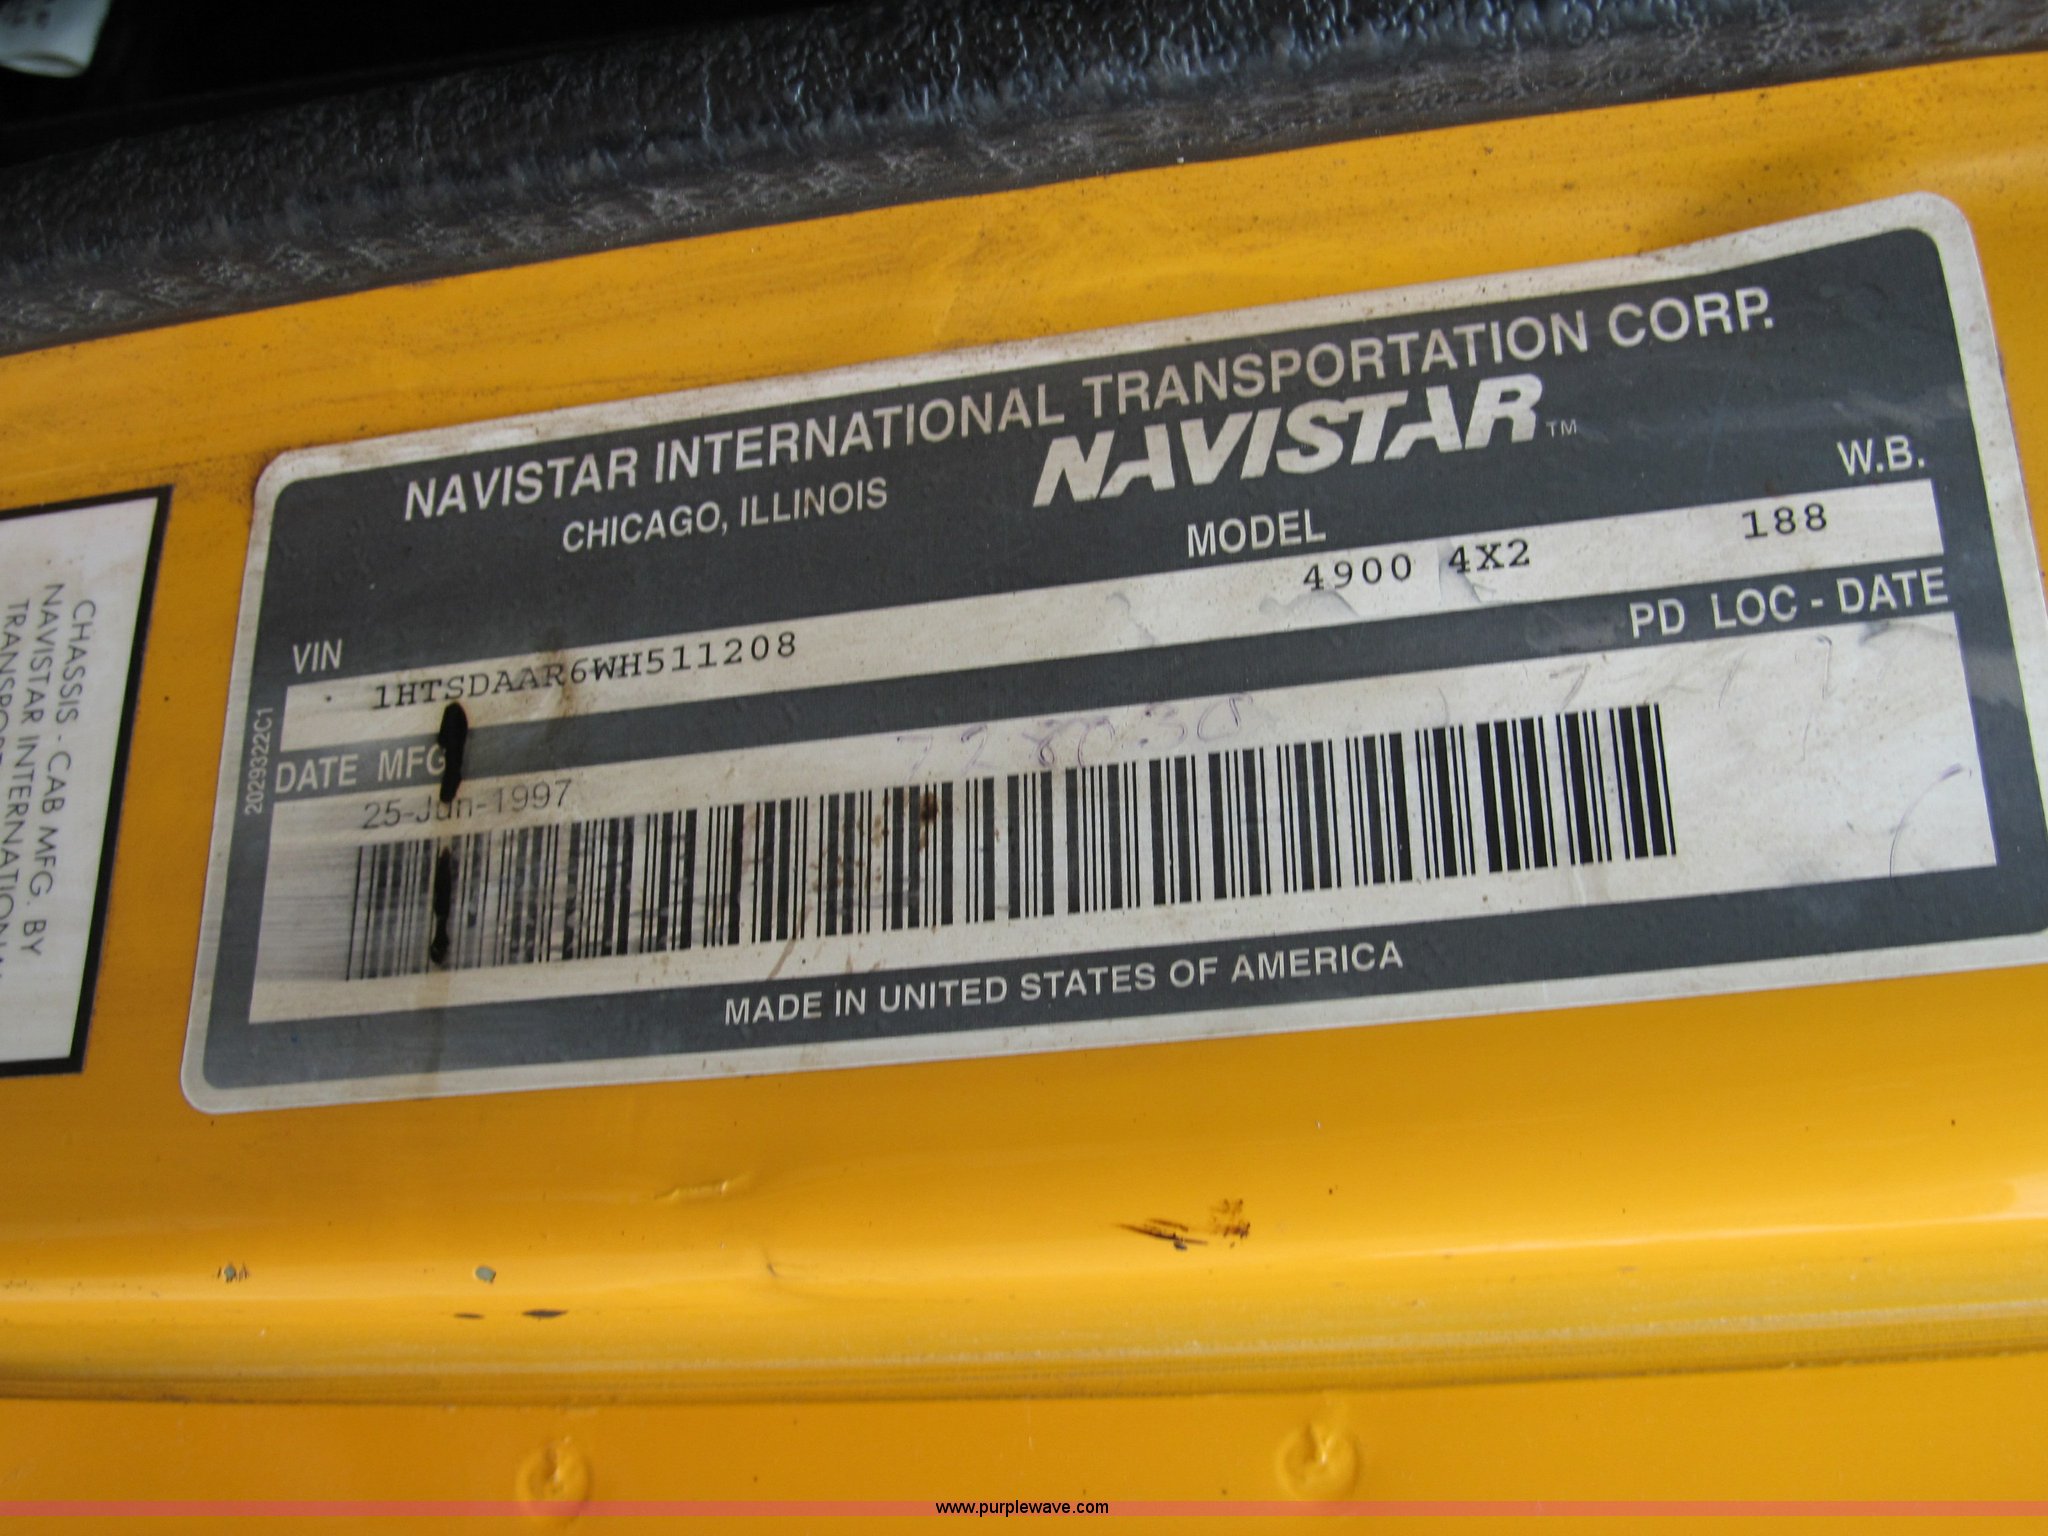 NAVISTAR INTERNATIONAL TRANSPORTATION CORP.
CHICAGO, ILLINOIS
NAVISTAR™
VIN
MODEL
W.B.
1HTSDAAR6WH511208
4900 4X2
188
DATE MFG
PD LOC - DATE
25-Jun-1997
2029322C1
MADE IN UNITED STATES OF AMERICA
CHASSIS - CAB MFG. BY
NAVISTAR INTERNATIONAL
www.purplewave.com